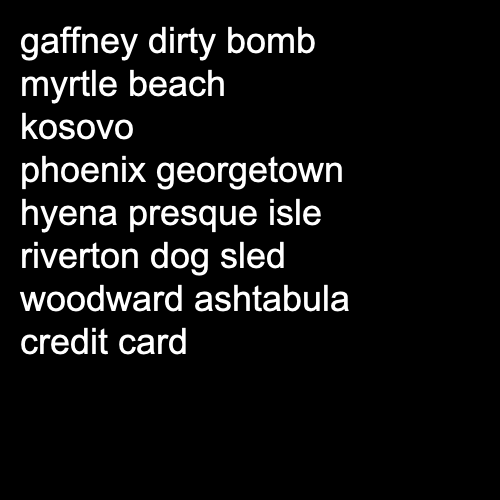 gaffney dirty bomb
myrtle beach
kosovo
phoenix georgetown
hyena presque isle
riverton dog sled
woodward ashtabula
credit card